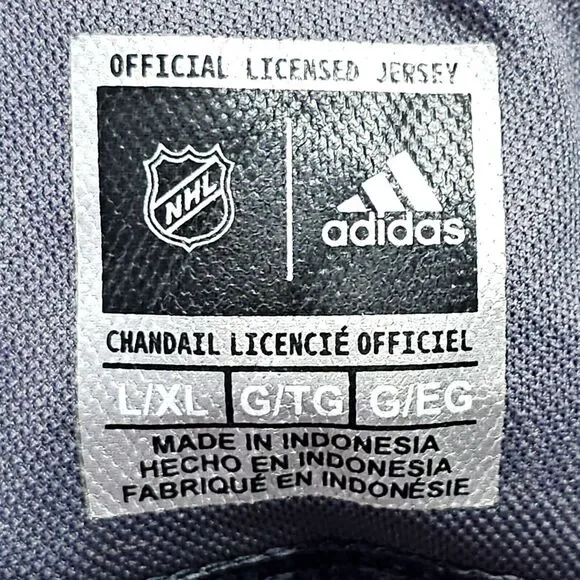 OFFICIAL LICENSED JERSEY
NHL
adidas
CHANDAIL LICENCIÉ OFFICIEL
L/XL G/TG G/EG
MADE IN INDONESIA
HECHO EN INDONESIA
FABRIQUÉ EN INDONÉSIE